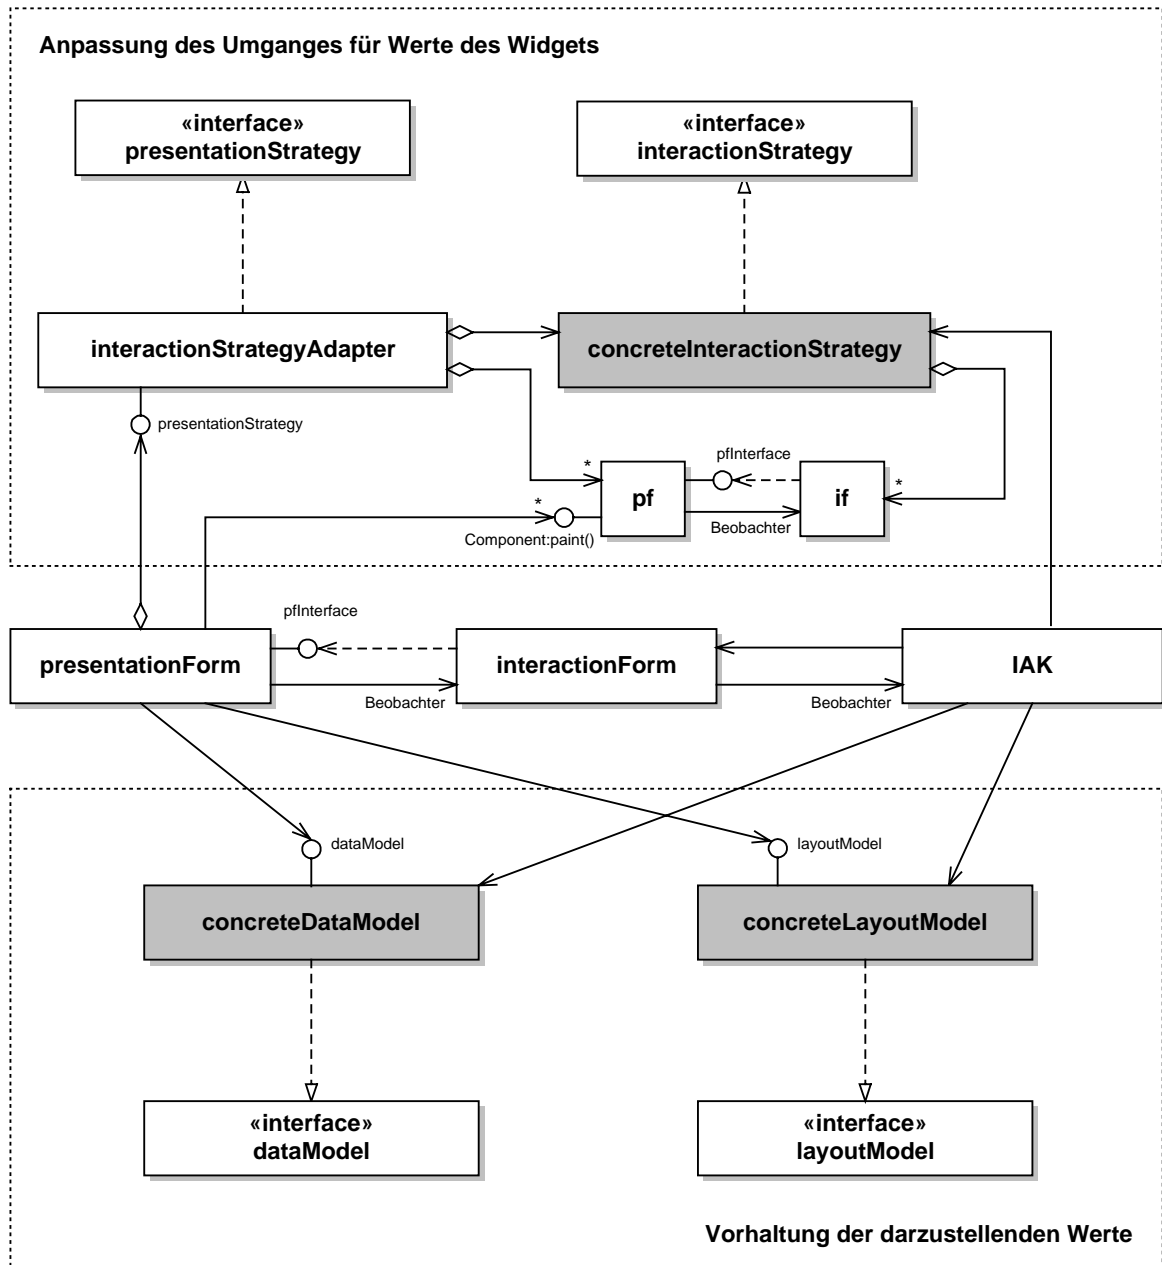 Anpassung des Umganges für Werte des Widgets
«interface»
presentationStrategy
«interface»
interactionStrategy
interactionStrategyAdapter
concreteInteractionStrategy
presentationStrategy
pfInterface
*
*
pf
if
*
Component:paint()
Beobachter
pfInterface
presentationForm
interactionForm
IAK
Beobachter
Beobachter
dataModel
layoutModel
concreteDataModel
concreteLayoutModel
«interface»
dataModel
«interface»
layoutModel
Vorhaltung der darzustellenden Werte